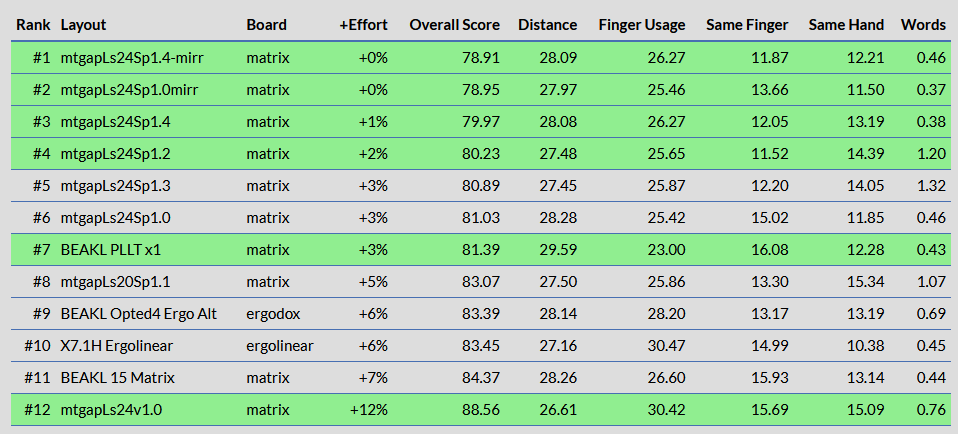 Rank Layout Board +Effort Overall Score Distance Finger Usage Same Finger Same Hand Words
#1 mtgapLs24Sp1.4-mirr matrix +0% 78.91 28.09 26.27 11.87 12.21 0.46
#2 mtgapLs24Sp1.0mirr matrix +0% 78.95 27.97 25.46 13.66 11.50 0.37
#3 mtgapLs24Sp1.4 matrix +1% 79.97 28.08 26.27 12.05 13.19 0.38
#4 mtgapLs24Sp1.2 matrix +2% 80.23 27.48 25.65 11.52 14.39 1.20
#5 mtgapLs24Sp1.3 matrix +3% 80.89 27.45 25.87 12.20 14.05 1.32
#6 mtgapLs24Sp1.0 matrix +3% 81.03 28.28 25.42 15.02 11.85 0.46
#7 BEAKL PLLT x1 matrix +3% 81.39 29.59 23.00 16.08 12.28 0.43
#8 mtgapLs20Sp1.1 matrix +5% 83.07 27.50 25.86 13.30 15.34 1.07
#9 BEAKL Opted4 Ergo Alt ergodox +6% 83.39 28.14 28.20 13.17 13.19 0.69
#10 X7.1H Ergolinear ergolinear +6% 83.45 27.16 30.47 14.99 10.38 0.45
#11 BEAKL 15 Matrix matrix +7% 84.37 28.26 26.60 15.93 13.14 0.44
#12 mtgapLs24v1.0 matrix +12% 88.56 26.61 30.42 15.69 15.09 0.76